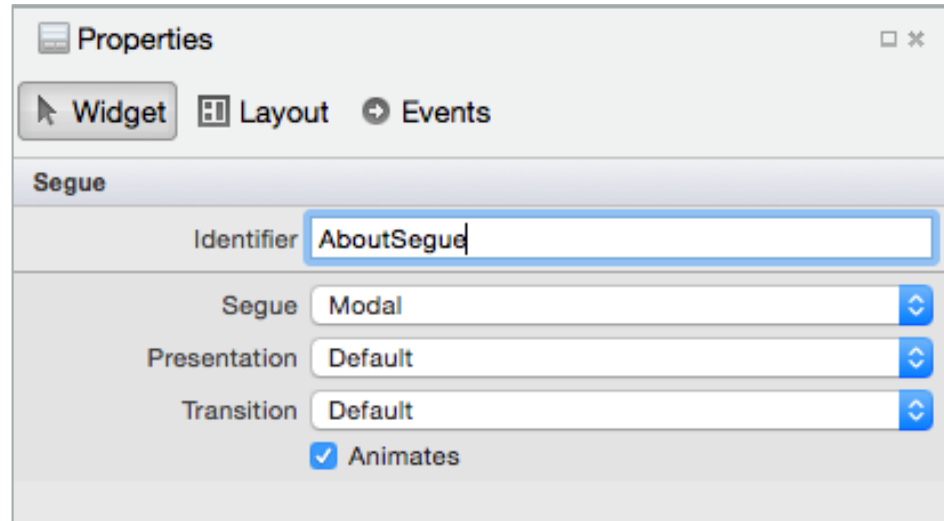 Properties
Widget Layout Events
Segue
Identifier AboutSegue
Segue Modal
Presentation Default
Transition Default
Animates